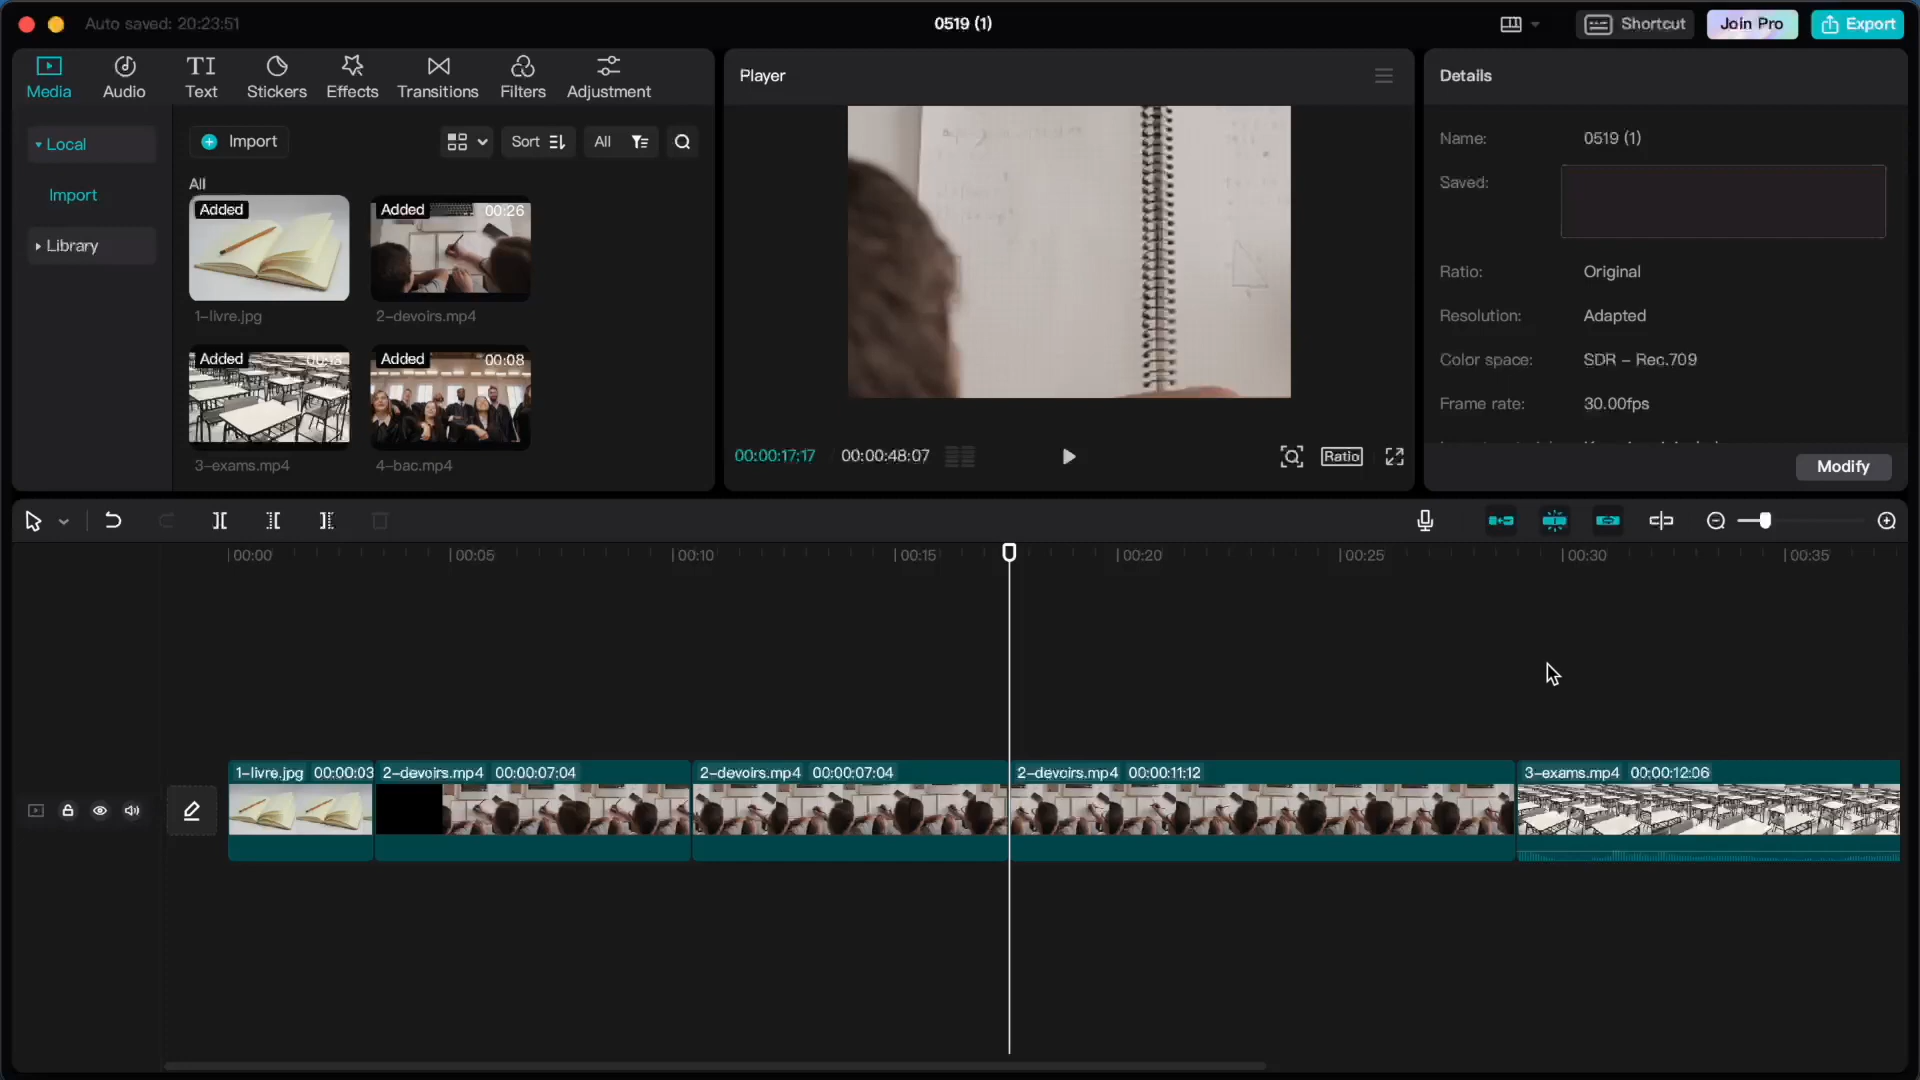 Auto saved: 20:23:51
0519 (1)
Shortcut
Join Pro
Export
Media
Audio
TI
Text
Stickers
Effects
Transitions
Filters
Adjustment
Player
Details
Local
Import
Sort
All
Import
Library
All
Added
1-livre.jpg
Added 00:26
2-devoirs.mp4
Added
3-exams.mp4
Added 00:08
4-bac.mp4
00:00:17:17
00:00:48:07
Ratio
Name: 0519 (1)
Saved:
Ratio: Original
Resolution: Adapted
Color space: SDR – Rec.709
Frame rate: 30.00fps
Modify
00:00
00:05
00:10
00:15
00:20
00:25
00:30
00:35
1-livre.jpg 00:00:03
2-devoirs.mp4 00:00:07:04
2-devoirs.mp4 00:00:07:04
2-devoirs.mp4 00:00:11:12
3-exams.mp4 00:00:12:06